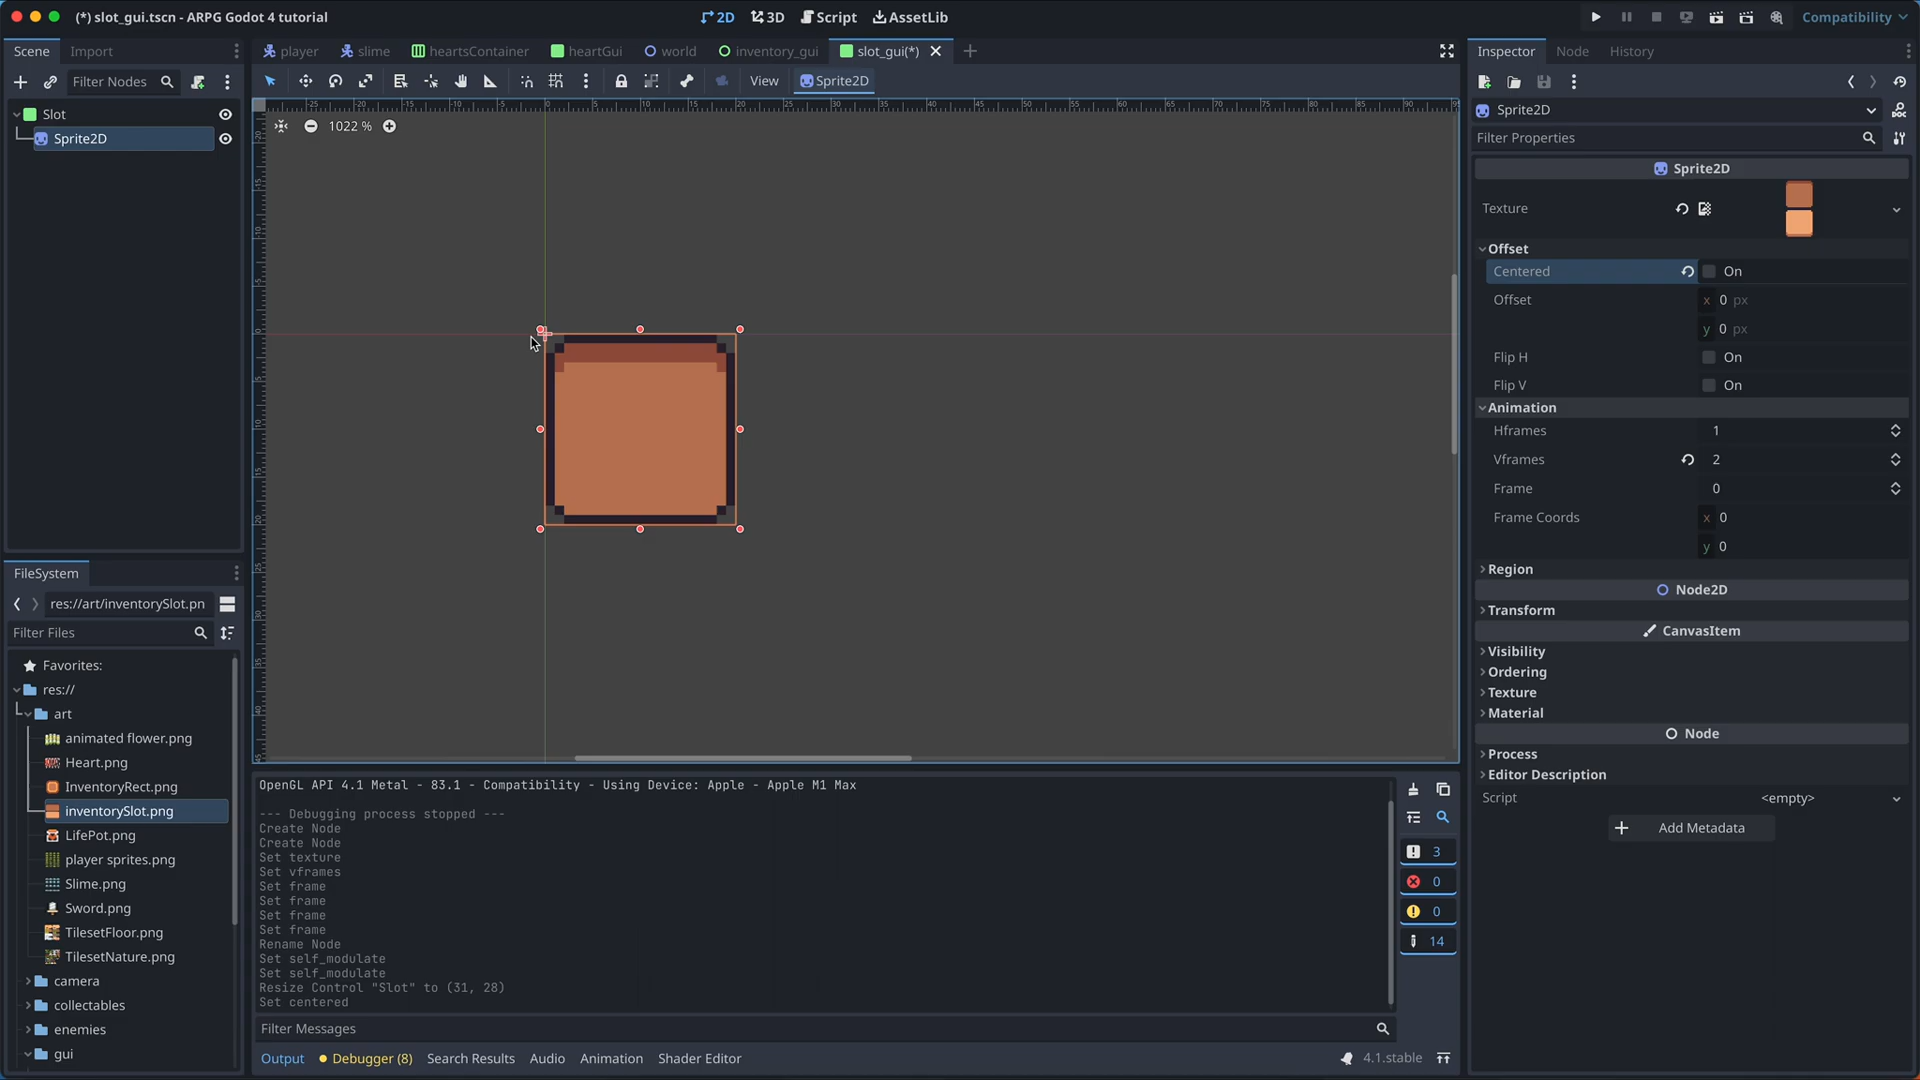 (*) slot_gui.tscn - ARPG Godot 4 tutorial
2D
3D
Script
AssetLib
Compatibility
Scene
Import
Filter Nodes
Slot
Sprite2D
player
slime
heartsContainer
heartGui
world
inventory_gui
slot_gui(*)
View
Sprite2D
1022 %
Inspector
Node
History
Sprite2D
Filter Properties
Sprite2D
Texture
Offset
Centered
On
Offset
x 0 px
y 0 px
Flip H
On
Flip V
On
Animation
Hframes
1
Vframes
2
Frame
0
Frame Coords
x 0
y 0
Region
Node2D
Transform
CanvasItem
Visibility
Ordering
Texture
Material
Node
Process
Editor Description
Script
<empty>
Add Metadata
FileSystem
res://art/inventorySlot.pn
Filter Files
Favorites:
res://
art
animated flower.png
Heart.png
InventoryRect.png
inventorySlot.png
LifePot.png
player sprites.png
Slime.png
Sword.png
TilesetFloor.png
TilesetNature.png
camera
collectables
enemies
gui
OpenGL API 4.1 Metal - 83.1 - Compatibility - Using Device: Apple - Apple M1 Max
--- Debugging process stopped ---
Create Node
Create Node
Set texture
Set vframes
Set frame
Set frame
Set frame
Set frame
Rename Node
Set self_modulate
Set self_modulate
Resize Control "Slot" to (31, 28)
Set centered
3
0
0
14
Filter Messages
Output
Debugger (8)
Search Results
Audio
Animation
Shader Editor
4.1.stable